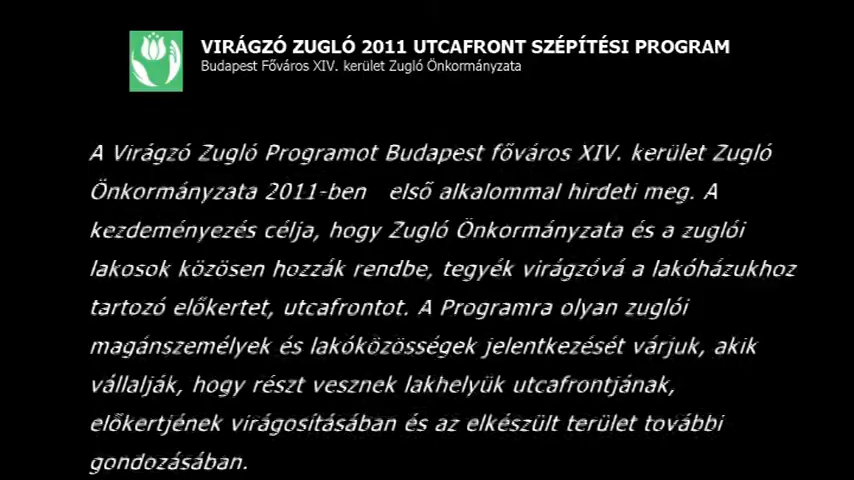 VIRÁGZÓ ZUGLÓ 2011 UTCAFRONT SZÉPÍTÉSI PROGRAM
Budapest Főváros XIV. kerület Zugló Önkormányzata
A Virágzó Zugló Programot Budapest főváros XIV. kerület Zugló
Önkormányzata 2011-ben első alkalommal hirdeti meg. A
kezdeményezés célja, hogy Zugló Önkormányzata és a zuglói
lakosok közösen hozzák rendbe, tegyék virágzóvá a lakóházukhoz
tartozó előkertet, utcafrontot. A Programra olyan zuglói
magánszemélyek és lakóközösségek jelentkezését várjuk, akik
vállalják, hogy részt vesznek lakhelyük utcafrontjának,
előkertjének virágosításában és az elkészült terület további
gondozásában.